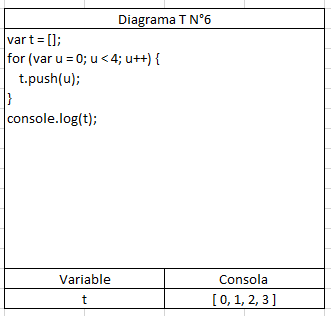 Diagrama T N°6
var t = [];
for (var u = 0; u < 4; u++) {
t.push(u);
}
console.log(t);
Variable Consola
t [ 0, 1, 2, 3 ]